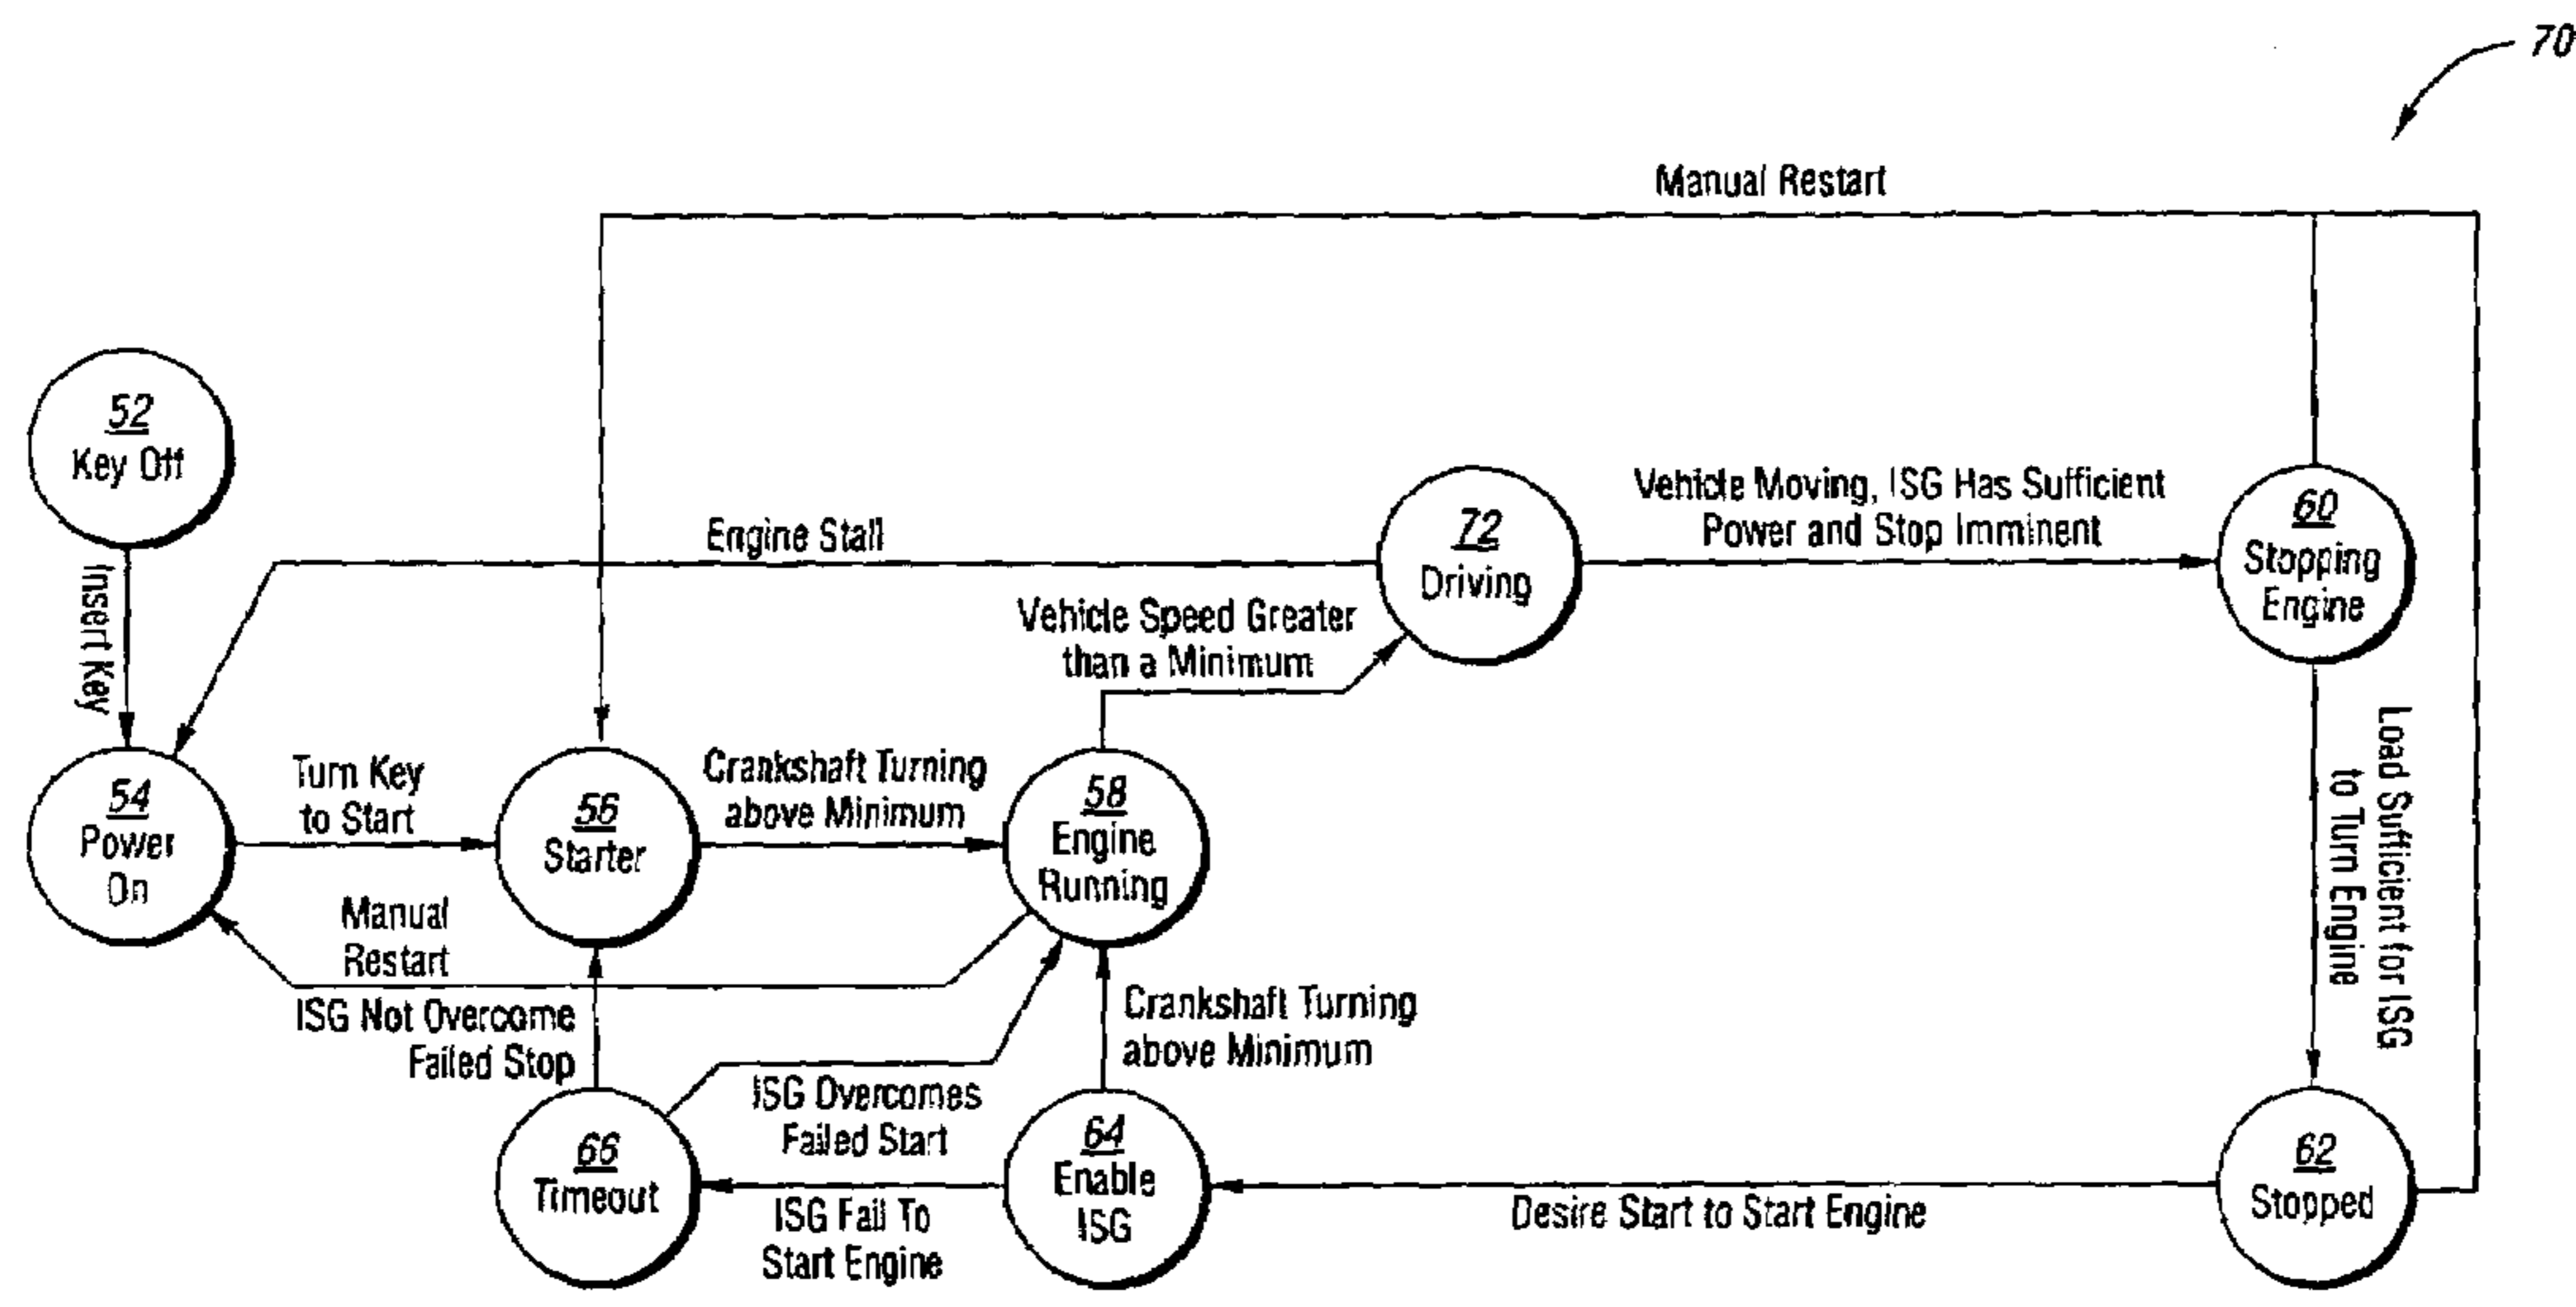 70
Manual Restart
52
Key Off
Insert Key
Engine Stall
72
Driving
Vehicle Moving, ISG Has Sufficient
Power and Stop Imminent
60
Stopping
Engine
Vehicle Speed Greater
than a Minimum
54
Power
On
Turn Key
to Start
56
Starter
Crankshaft Turning
above Minimum
58
Engine
Running
Load Sufficient for ISG
to Turn Engine
Manual
Restart
ISG Not Overcome
Failed Stop
Crankshaft Turning
above Minimum
ISG Overcomes
Failed Start
66
Timeout
64
Enable
ISG
62
Stopped
ISG Fail To
Start Engine
Desire Start to Start Engine